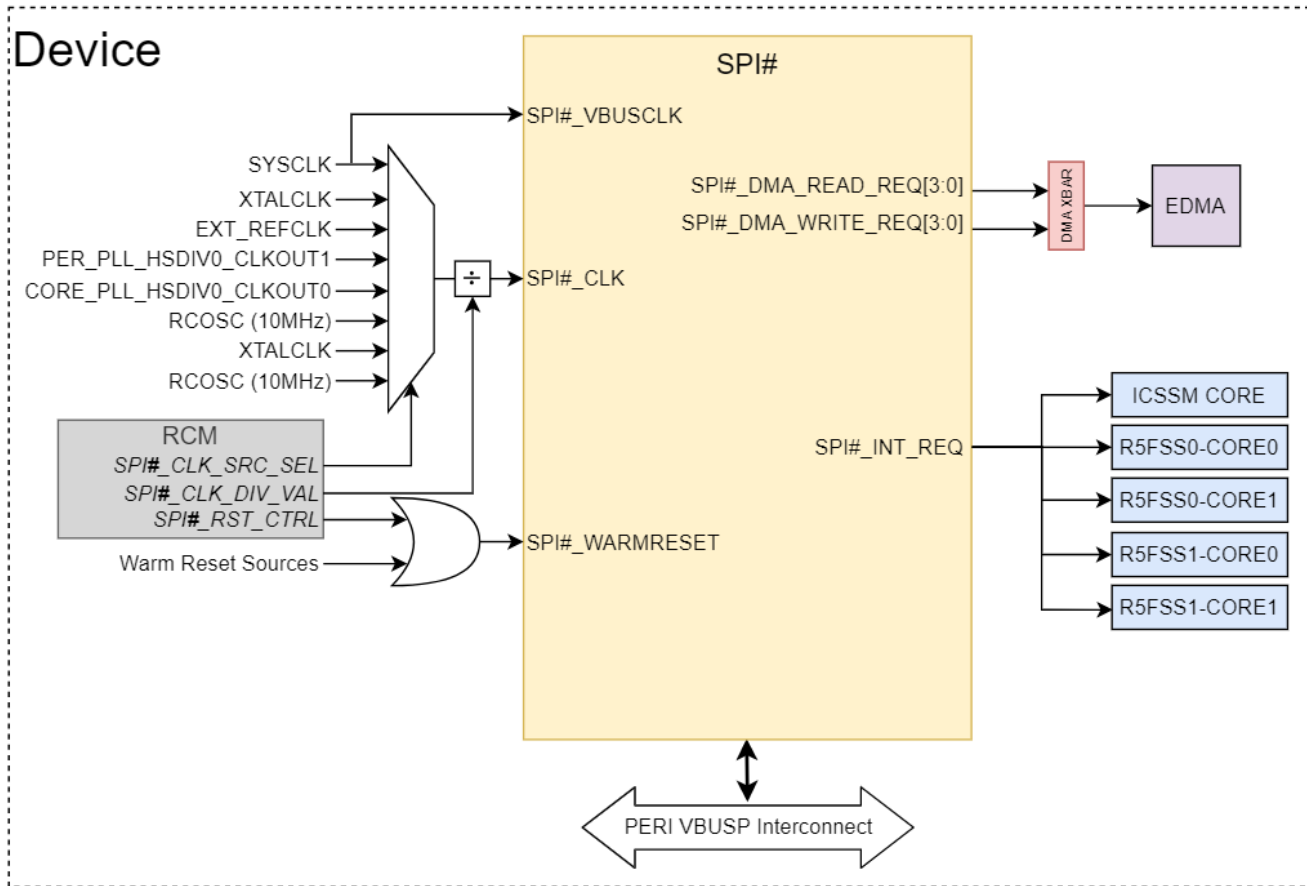 Device
SPI#
SPI#_VBUSCLK
SYSCLK
XTALCLK
EXT_REFCLK
PER_PLL_HSDIV0_CLKOUT1
CORE_PLL_HSDIV0_CLKOUT0
RCOSC (10MHz)
XTALCLK
RCOSC (10MHz)
÷
SPI#_CLK
RCM
SPI#_CLK_SRC_SEL
SPI#_CLK_DIV_VAL
SPI#_RST_CTRL
Warm Reset Sources
SPI#_WARMRESET
SPI#_DMA_READ_REQ[3:0]
SPI#_DMA_WRITE_REQ[3:0]
DMA XBAR
EDMA
SPI#_INT_REQ
ICSSM CORE
R5FSS0-CORE0
R5FSS0-CORE1
R5FSS1-CORE0
R5FSS1-CORE1
PERI VBUSP Interconnect